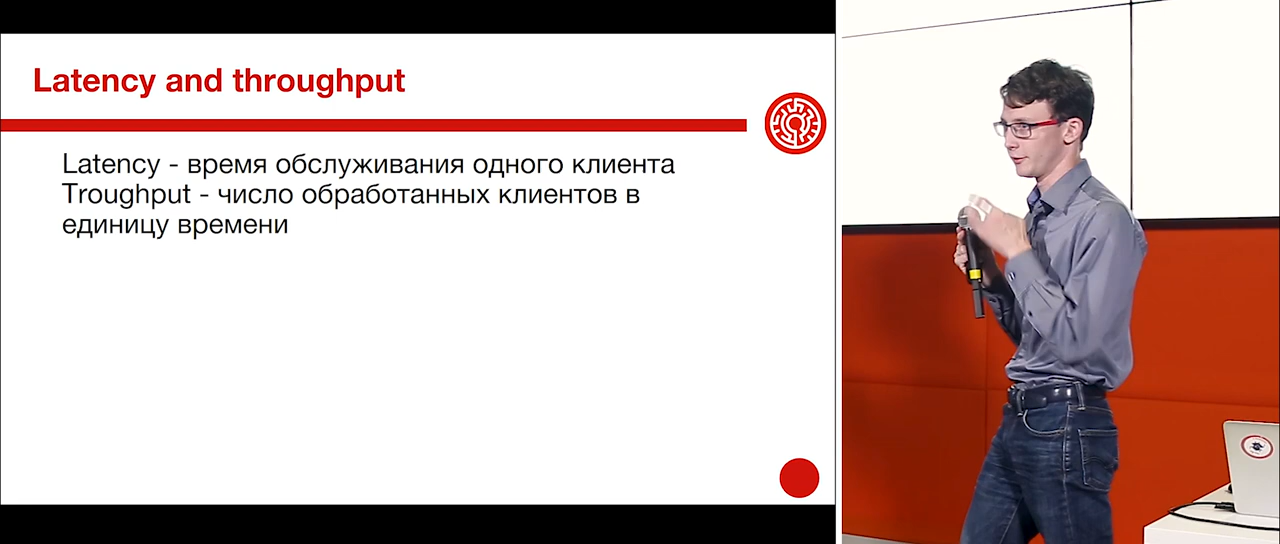 Latency and throughput
Latency - время обслуживания одного клиента
Troughput - число обработанных клиентов в
единицу времени